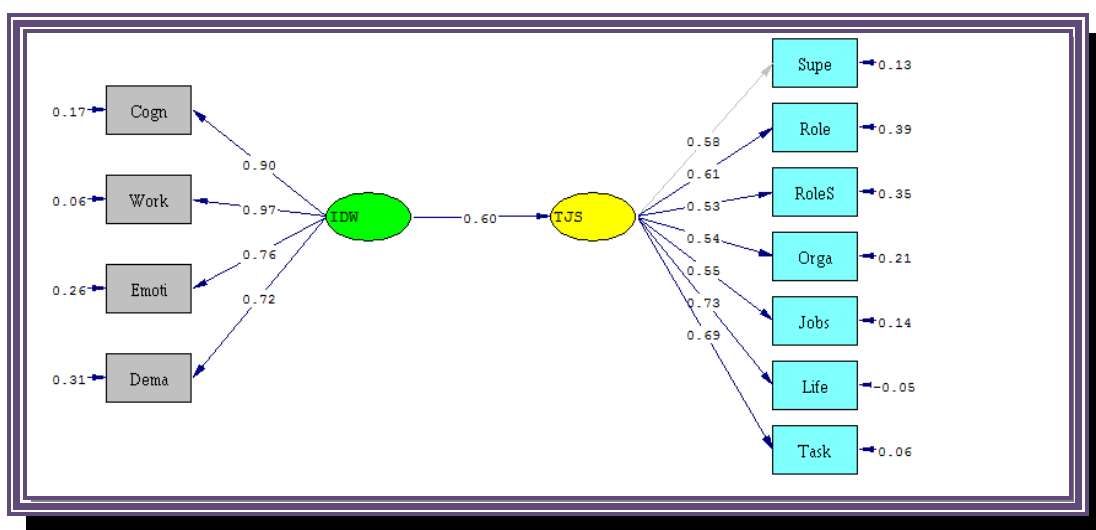 0.17
Cogn
0.90
0.06
Work
0.97
0.26
Emoti
0.76
0.31
Dema
0.72
IDW
0.60
TJS
0.58
Supe
0.13
0.61
Role
0.39
0.53
RoleS
0.35
0.54
Orga
0.21
0.55
Jobs
0.14
0.73
Life
-0.05
0.69
Task
0.06